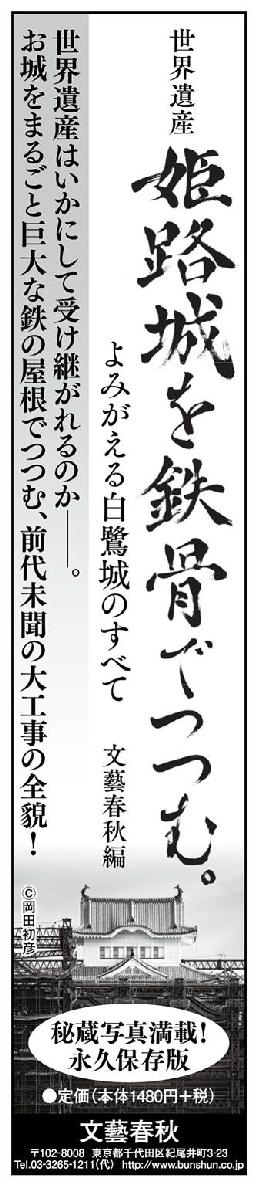 世界遺産
姫路城を鉄骨でつつむ。
よみがえる白鷺城のすべて
文藝春秋編
世界遺産はいかにして受け継がれるのか──。
お城をまるごと巨大な鉄の屋根でつつむ、前代未聞の大工事の全貌！
©岡田初彦
秘蔵写真満載！
永久保存版
●定価（本体1480円＋税）
文藝春秋
〒102-8008 東京都千代田区紀尾井町3-23
Tel.03-3265-1211(代) http://www.bunshun.co.jp